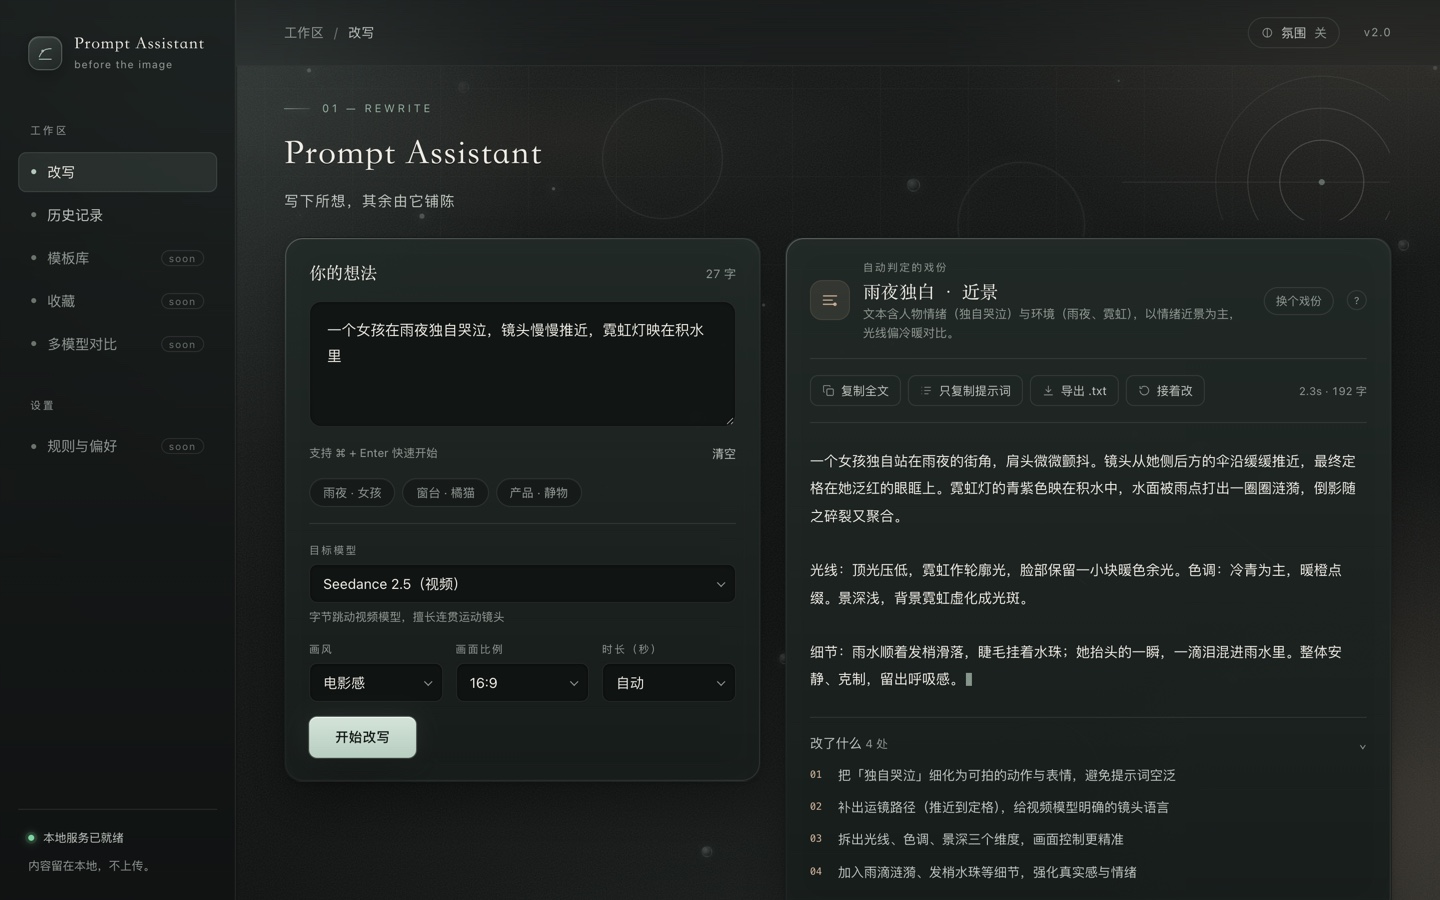 Prompt Assistant
before the image
工作区
改写
历史记录
模板库 soon
收藏 soon
多模型对比 soon
设置
规则与偏好 soon
本地服务已就绪
内容留在本地，不上传。
工作区 / 改写
氛围 关 v2.0
01 — REWRITE
Prompt Assistant
写下所想，其余由它铺陈
你的想法 27 字
一个女孩在雨夜独自哭泣，镜头慢慢推近，霓虹灯映在积水
里
支持 ⌘ + Enter 快速开始 清空
雨夜 · 女孩 窗台 · 橘猫 产品 · 静物
目标模型
Seedance 2.5（视频）
字节跳动视频模型，擅长连贯运动镜头
画风 画面比例 时长（秒）
电影感 16:9 自动
开始改写
自动判定的戏份
雨夜独白 · 近景
文本含人物情绪（独自哭泣）与环境（雨夜、霓虹），以情绪近景为主，
光线偏冷暖对比。
换个戏份 ?
复制全文 只复制提示词 导出 .txt 接着改 2.3s · 192 字
一个女孩独自站在雨夜的街角，肩头微微颤抖。镜头从她侧后方的伞沿缓缓推近，最终定
格在她泛红的眼眶上。霓虹灯的青紫色映在积水中，水面被雨点打出一圈圈涟漪，倒影随
之碎裂又聚合。
光线：顶光压低，霓虹作轮廓光，脸部保留一小块暖色余光。色调：冷青为主，暖橙点
缀。景深浅，背景霓虹虚化成光斑。
细节：雨水顺着发梢滑落，睫毛挂着水珠；她抬头的一瞬，一滴泪混进雨水里。整体安
静、克制，留出呼吸感。
改了什么 4 处
01 把「独自哭泣」细化为可拍的动作与表情，避免提示词空泛
02 补出运镜路径（推近到定格），给视频模型明确的镜头语言
03 拆出光线、色调、景深三个维度，画面控制更精准
04 加入雨滴涟漪、发梢水珠等细节，强化真实感与情绪